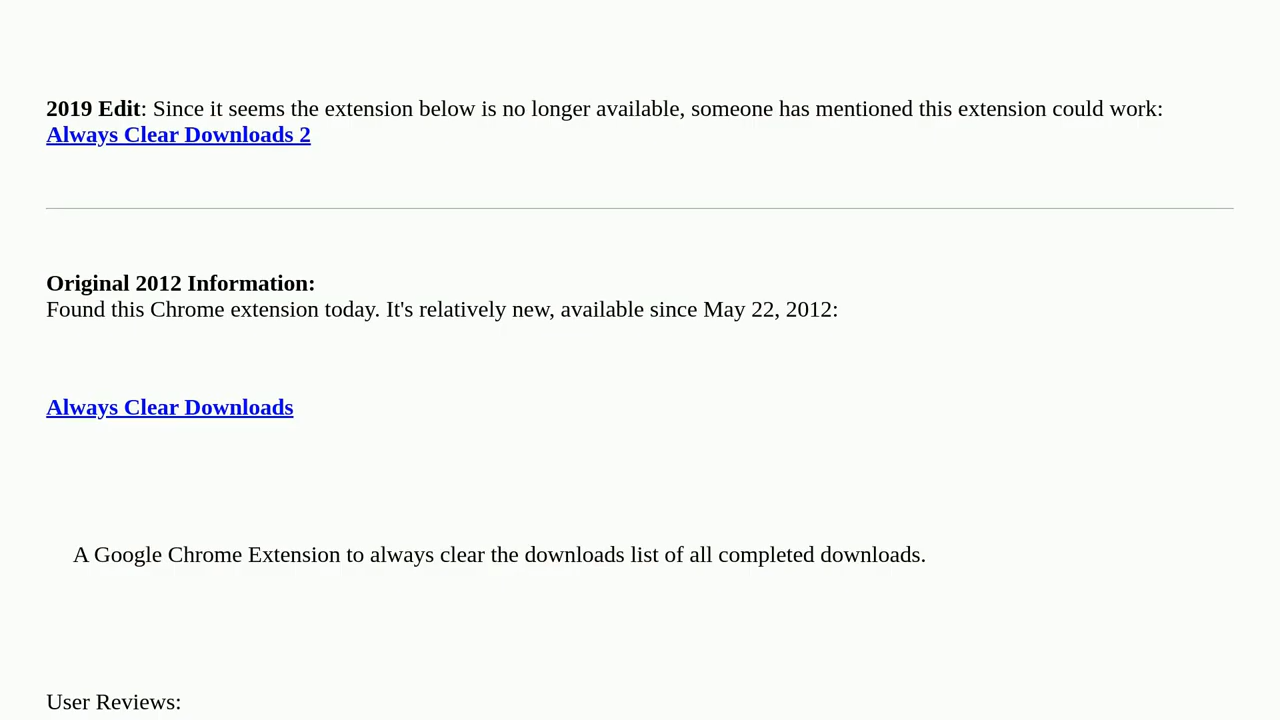 2019 Edit: Since it seems the extension below is no longer available, someone has mentioned this extension could work:
Always Clear Downloads 2
Original 2012 Information:
Found this Chrome extension today. It's relatively new, available since May 22, 2012:
Always Clear Downloads
A Google Chrome Extension to always clear the downloads list of all completed downloads.
User Reviews: